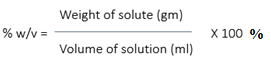 Weight of solute (gm)
% w/v = X 100 %
Volume of solution (ml)